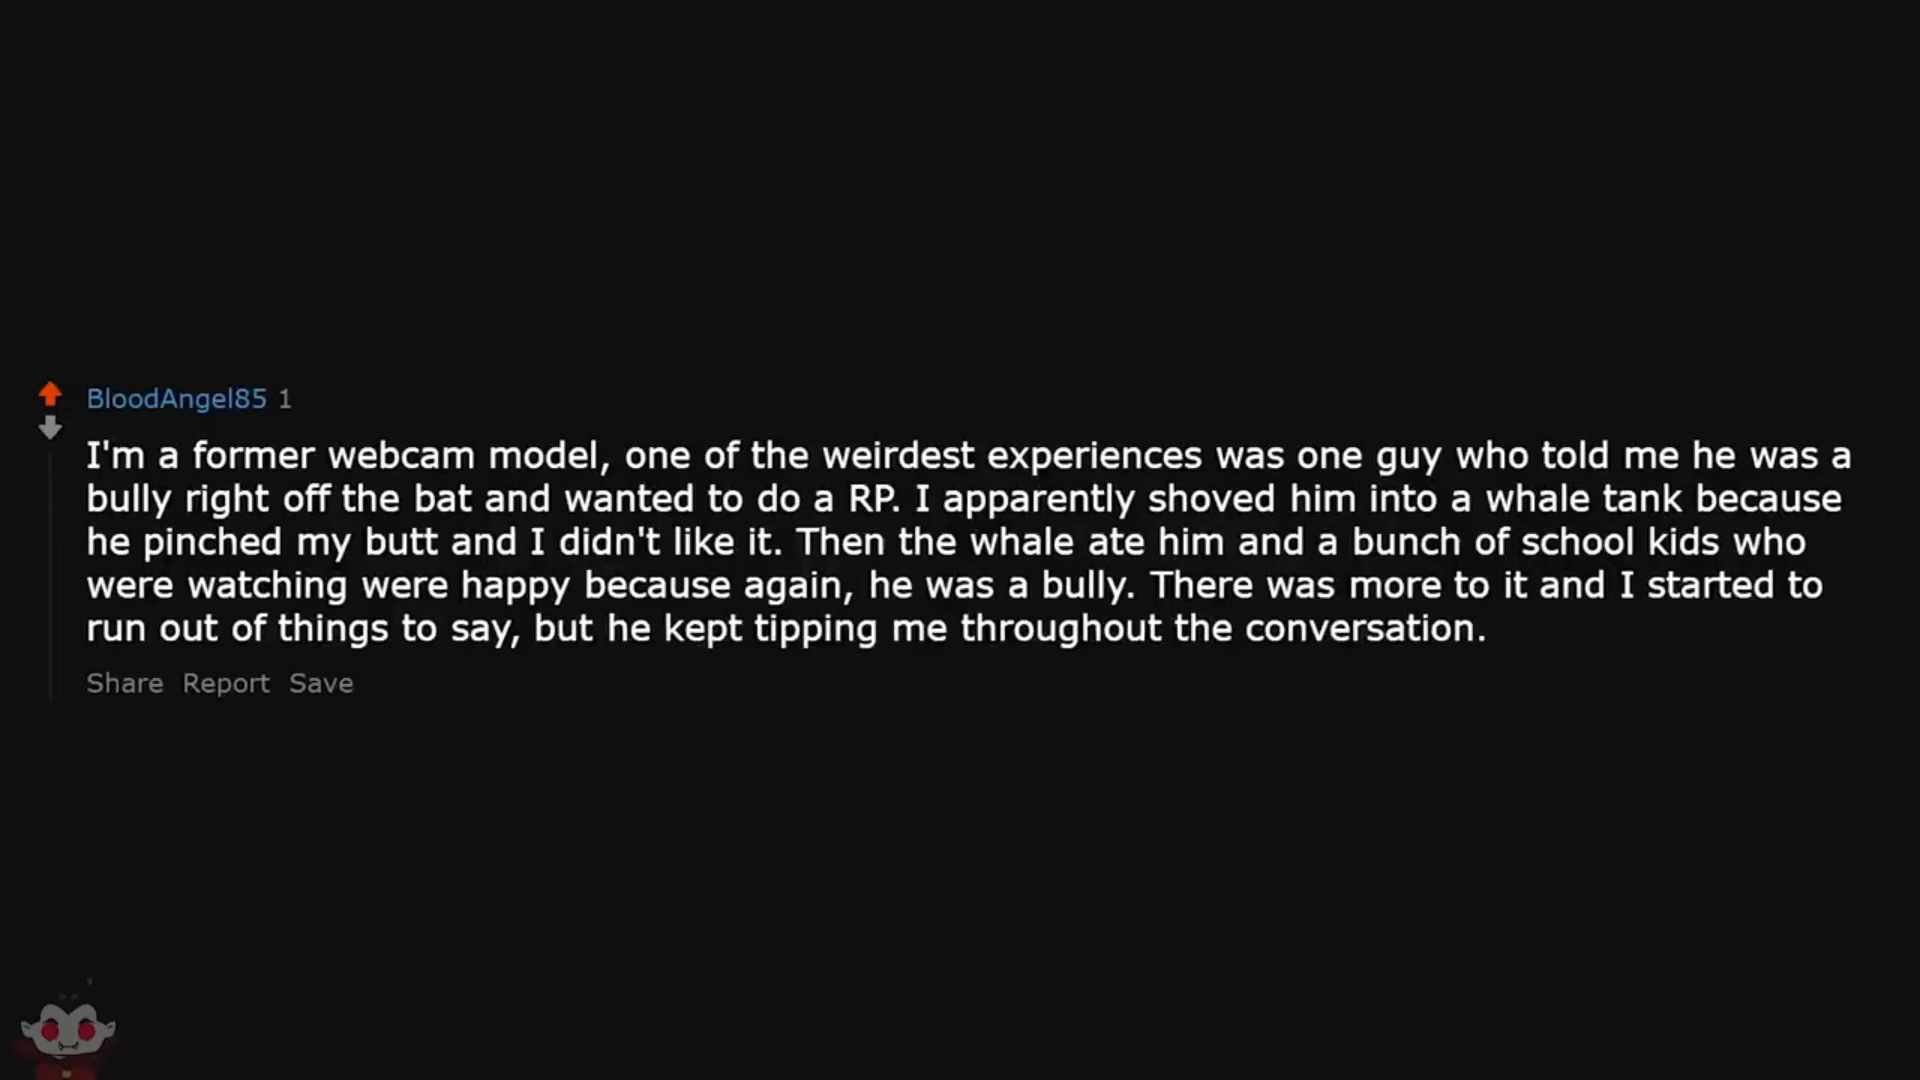 BloodAngel85 1
I'm a former webcam model, one of the weirdest experiences was one guy who told me he was a
bully right off the bat and wanted to do a RP. I apparently shoved him into a whale tank because
he pinched my butt and I didn't like it. Then the whale ate him and a bunch of school kids who
were watching were happy because again, he was a bully. There was more to it and I started to
run out of things to say, but he kept tipping me throughout the conversation.
Share Report Save